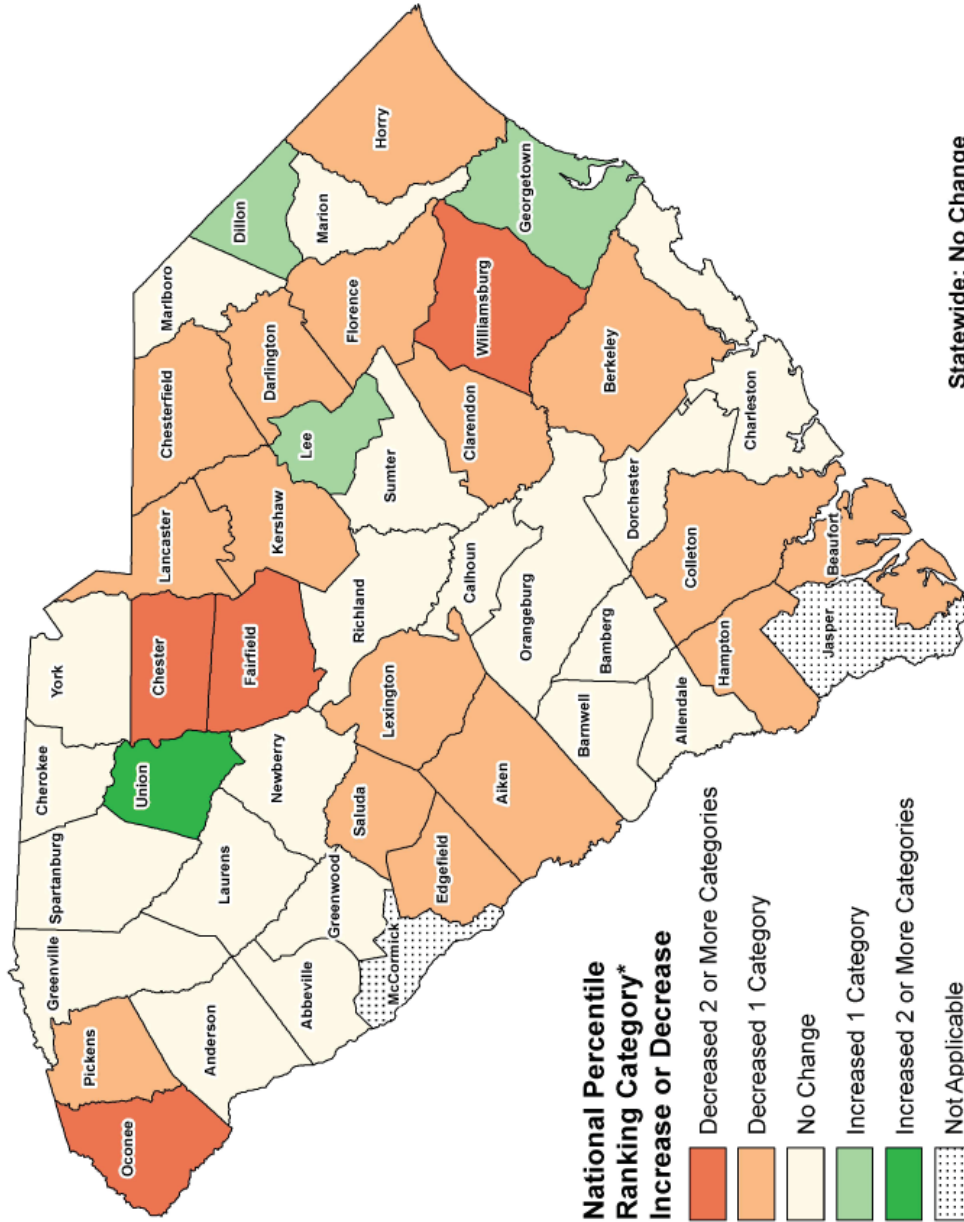 Cherokee
York
Spartanburg
Greenville
Pickens
Oconee
Union
Chester
Lancaster
Chesterfield
Marlboro
Anderson
Laurens
Fairfield
Kershaw
Darlington
Dillon
Newberry
Lee
Marion
Abbeville
Greenwood
Florence
Horry
Richland
Saluda
Lexington
Sumter
McCormick
Edgefield
Calhoun
Clarendon
Williamsburg
Georgetown
Aiken
Orangeburg
Barnwell
Bamberg
Berkeley
Dorchester
Allendale
Colleton
Charleston
Hampton
Beaufort
Jasper
National Percentile
Ranking Category*
Increase or Decrease
Decreased 2 or More Categories
Decreased 1 Category
No Change
Increased 1 Category
Increased 2 or More Categories
Not Applicable
Statewide: No Change